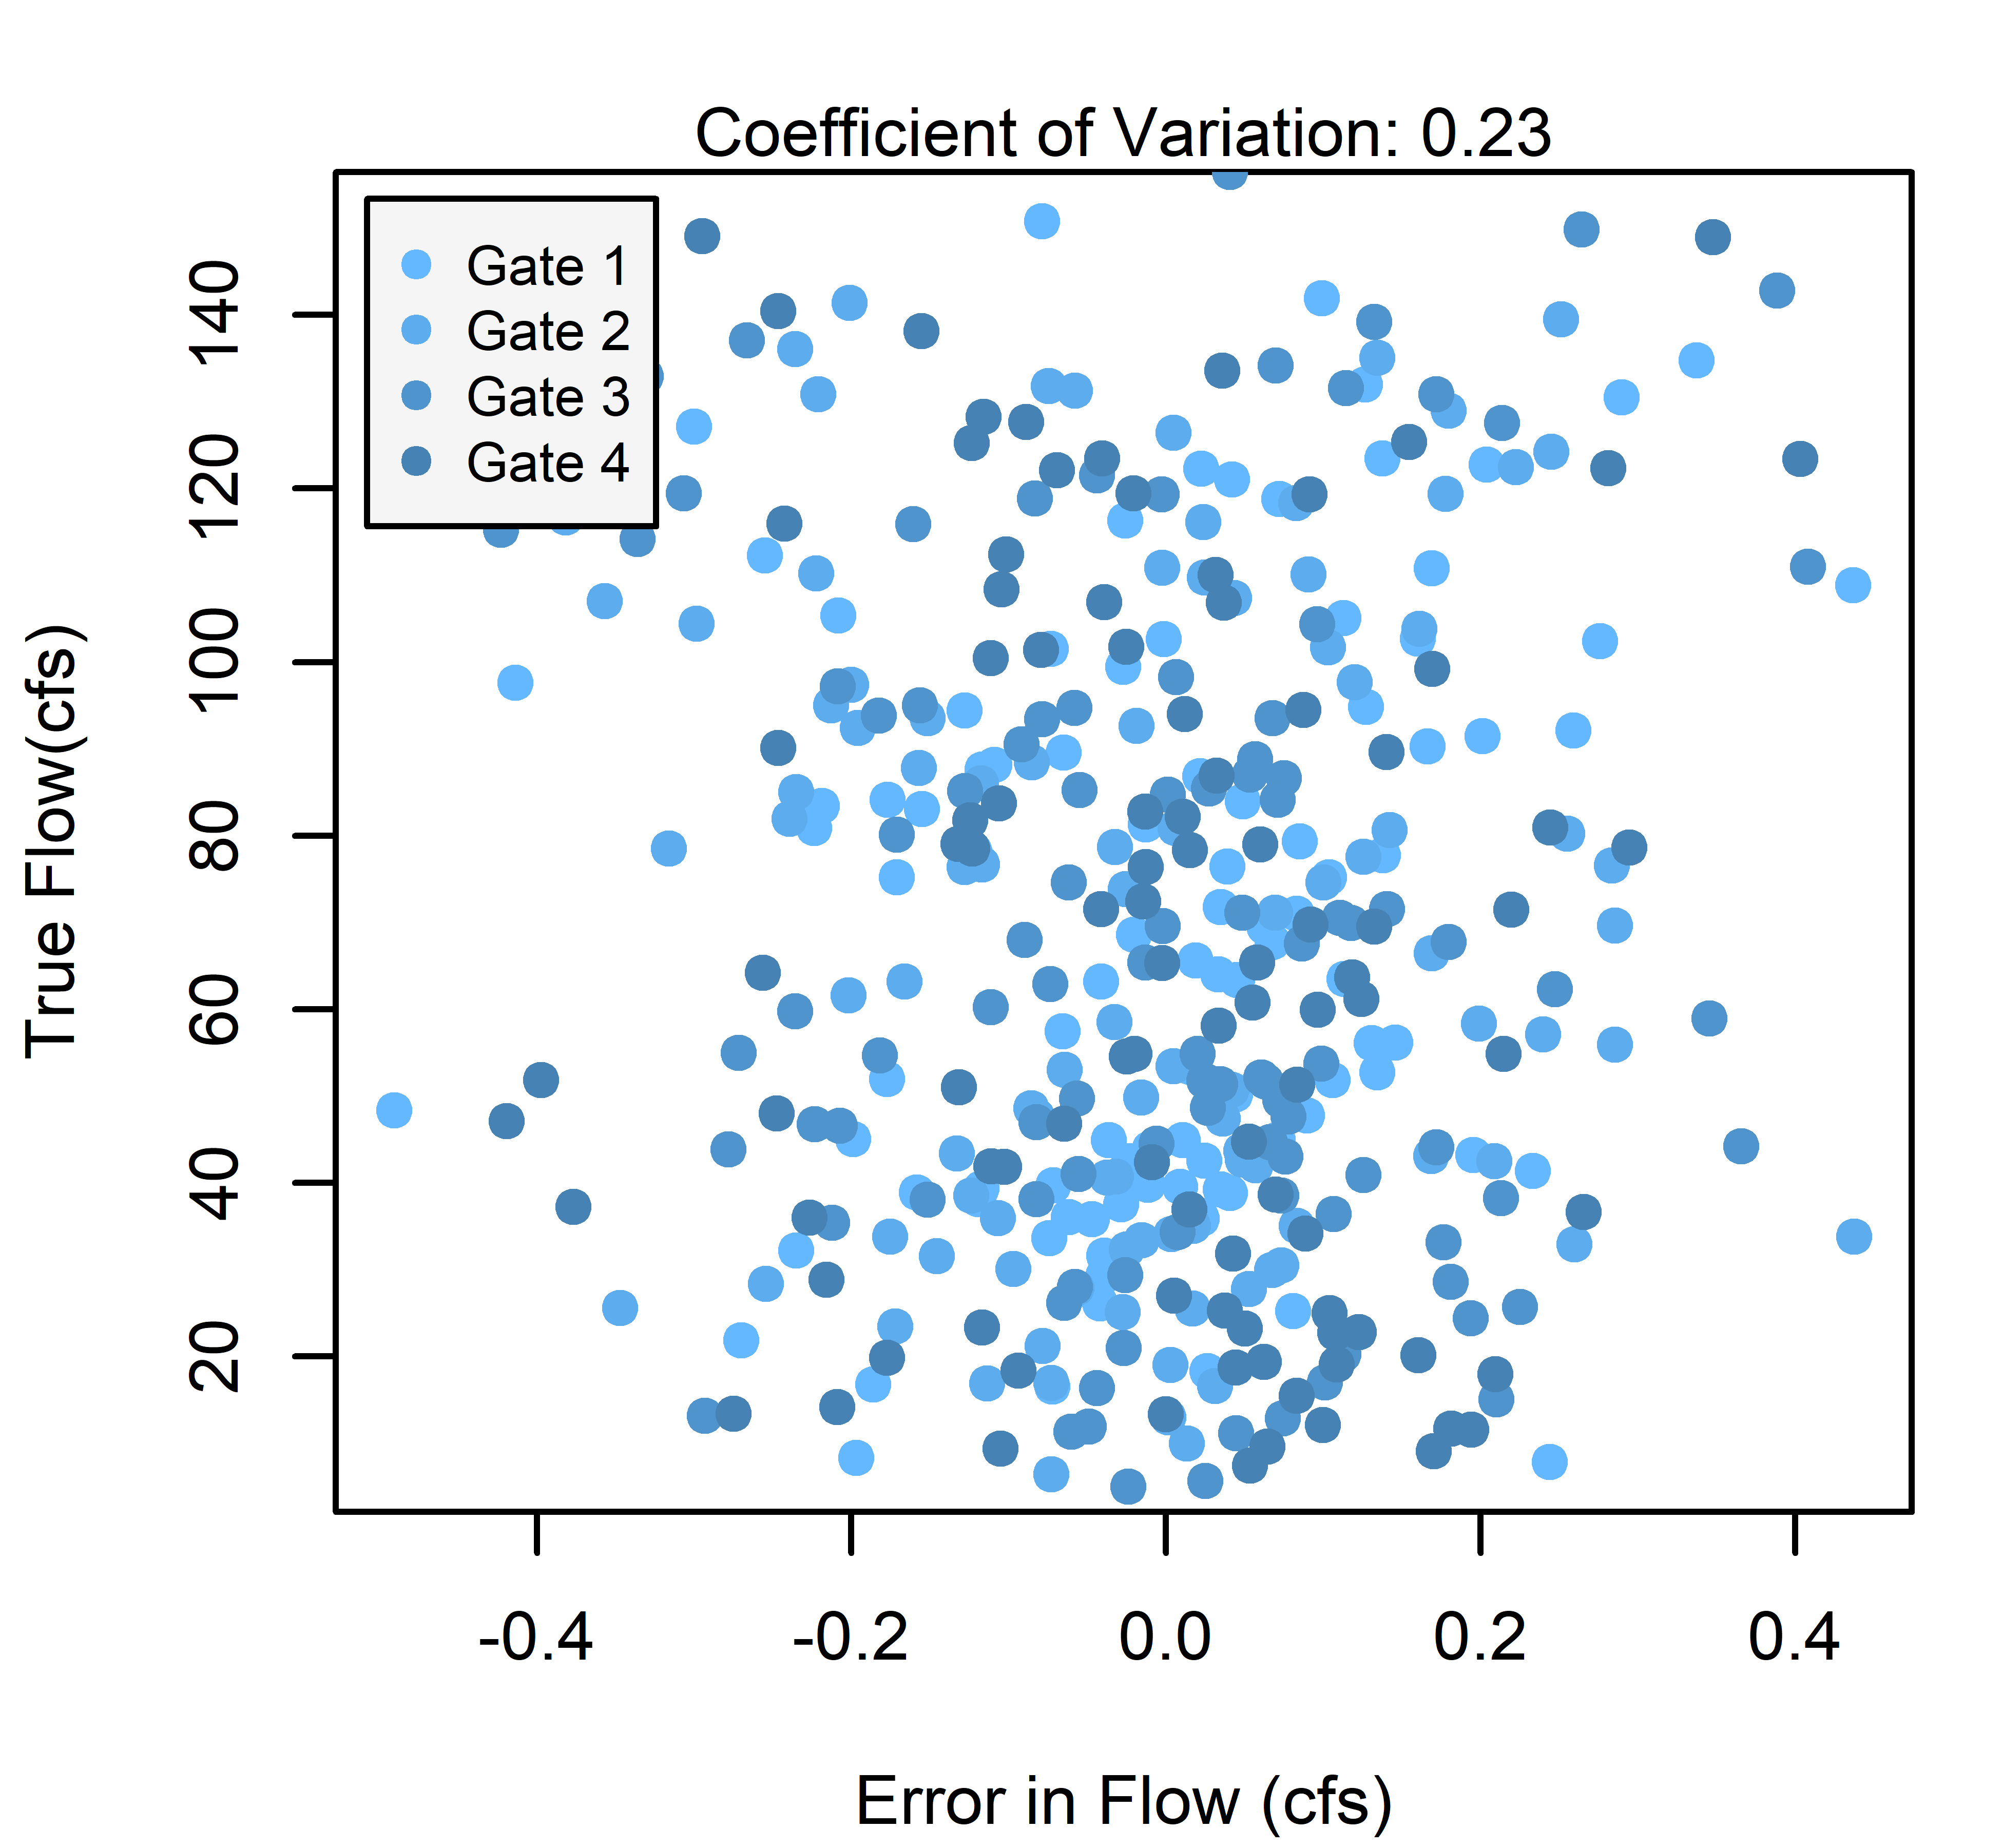 Coefficient of Variation: 0.23
Gate 1
Gate 2
Gate 3
Gate 4
True Flow(cfs)
140
120
100
80
60
40
20
-0.4
-0.2
0.0
0.2
0.4
Error in Flow (cfs)